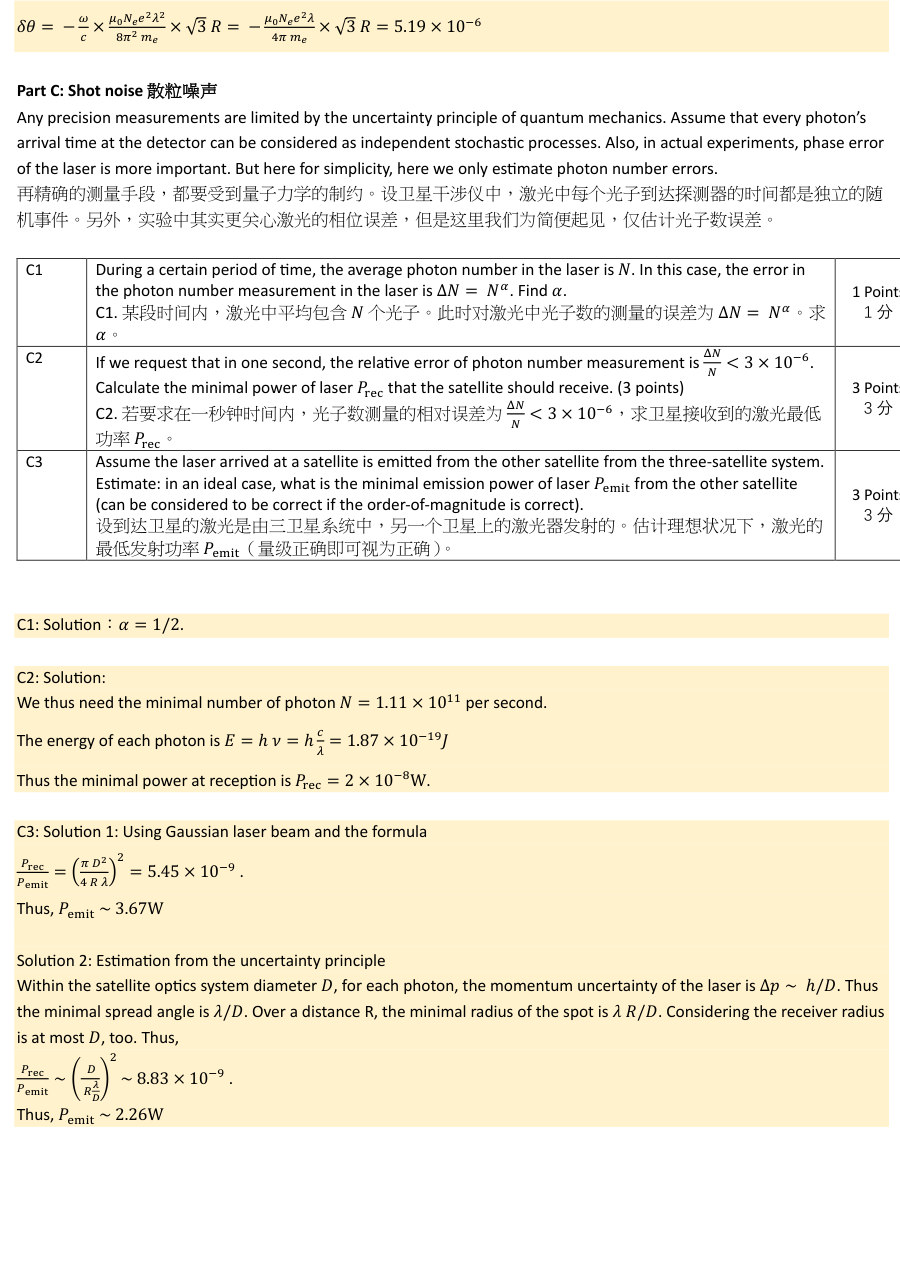 δθ = − ω/c × μ₀Nₑe²λ²/8π² mₑ × √3 R = − μ₀Nₑe²λ/4π mₑ × √3 R = 5.19 × 10⁻⁶
Part C: Shot noise 散粒噪声
Any precision measurements are limited by the uncertainty principle of quantum mechanics. Assume that every photon's
arrival time at the detector can be considered as independent stochastic processes. Also, in actual experiments, phase error
of the laser is more important. But here for simplicity, here we only estimate photon number errors.
再精确的测量手段，都要受到量子力学的制约。设卫星干涉仪中，激光中每个光子到达探测器的时间都是独立的随
机事件。另外，实验中其实更关心激光的相位误差，但是这里我们为简便起见，仅估计光子数误差。
C1
During a certain period of time, the average photon number in the laser is N. In this case, the error in
the photon number measurement in the laser is ΔN = N^α. Find α.
C1. 某段时间内，激光中平均包含 N 个光子。此时对激光中光子数的测量的误差为 ΔN = N^α。求
α。
1 Point
1 分
C2
If we request that in one second, the relative error of photon number measurement is ΔN/N < 3 × 10⁻⁶.
Calculate the minimal power of laser P_rec that the satellite should receive. (3 points)
C2. 若要求在一秒钟时间内，光子数测量的相对误差为 ΔN/N < 3 × 10⁻⁶，求卫星接收到的激光最低
功率 P_rec。
3 Points
3 分
C3
Assume the laser arrived at a satellite is emitted from the other satellite from the three-satellite system.
Estimate: in an ideal case, what is the minimal emission power of laser P_emit from the other satellite
(can be considered to be correct if the order-of-magnitude is correct).
设到达卫星的激光是由三卫星系统中，另一个卫星上的激光器发射的。估计理想状况下，激光的
最低发射功率 P_emit（量级正确即可视为正确）。
3 Points
3 分
C1: Solution：α = 1/2.
C2: Solution:
We thus need the minimal number of photon N = 1.11 × 10¹¹ per second.
The energy of each photon is E = h ν = h c/λ = 1.87 × 10⁻¹⁹J
Thus the minimal power at reception is P_rec = 2 × 10⁻⁸W.
C3: Solution 1: Using Gaussian laser beam and the formula
P_rec/P_emit = (π D²/4 R λ)² = 5.45 × 10⁻⁹ .
Thus, P_emit ~ 3.67W
Solution 2: Estimation from the uncertainty principle
Within the satellite optics system diameter D, for each photon, the momentum uncertainty of the laser is Δp ~ h/D. Thus
the minimal spread angle is λ/D. Over a distance R, the minimal radius of the spot is λ R/D. Considering the receiver radius
is at most D, too. Thus,
P_rec/P_emit ~ (D/(R λ/D))² ~ 8.83 × 10⁻⁹ .
Thus, P_emit ~ 2.26W